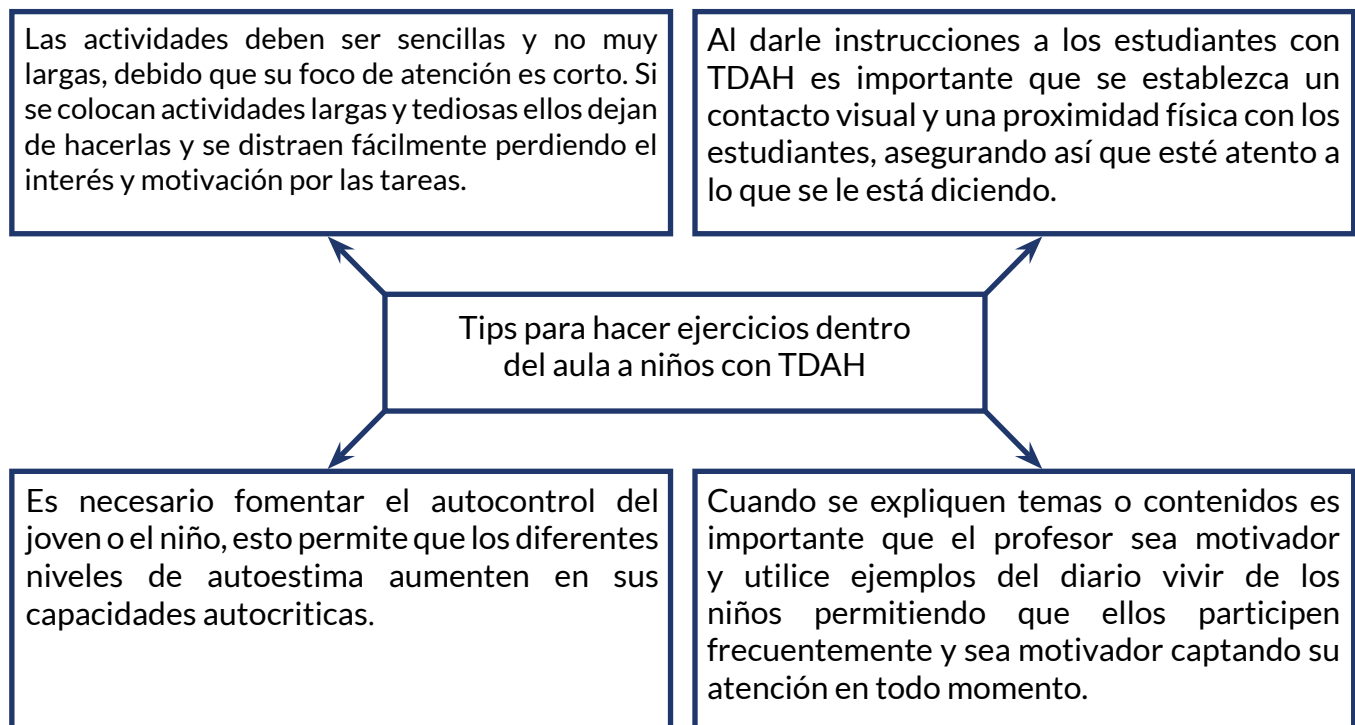 Las actividades deben ser sencillas y no muy
largas, debido que su foco de atención es corto. Si
se colocan actividades largas y tediosas ellos dejan
de hacerlas y se distraen fácilmente perdiendo el
interés y motivación por las tareas.
Al darle instrucciones a los estudiantes con
TDAH es importante que se establezca un
contacto visual y una proximidad física con los
estudiantes, asegurando así que esté atento a
lo que se le está diciendo.
Tips para hacer ejercicios dentro
del aula a niños con TDAH
Es necesario fomentar el autocontrol del
joven o el niño, esto permite que los diferentes
niveles de autoestima aumenten en sus
capacidades autocriticas.
Cuando se expliquen temas o contenidos es
importante que el profesor sea motivador
y utilice ejemplos del diario vivir de los
niños permitiendo que ellos participen
frecuentemente y sea motivador captando su
atención en todo momento.